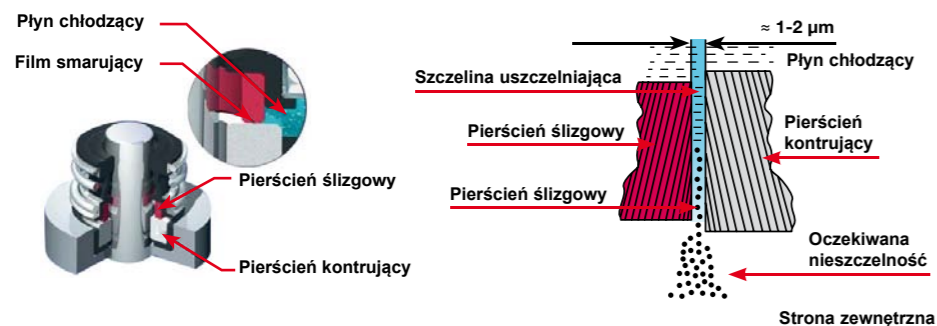 Płyn chłodzący
Film smarujący
Pierścień ślizgowy
Pierścień kontrujący
≈ 1-2 µm
Płyn chłodzący
Szczelina uszczelniająca
Pierścień ślizgowy
Pierścień
kontrujący
Pierścień ślizgowy
Oczekiwana
nieszczelność
Strona zewnętrzna